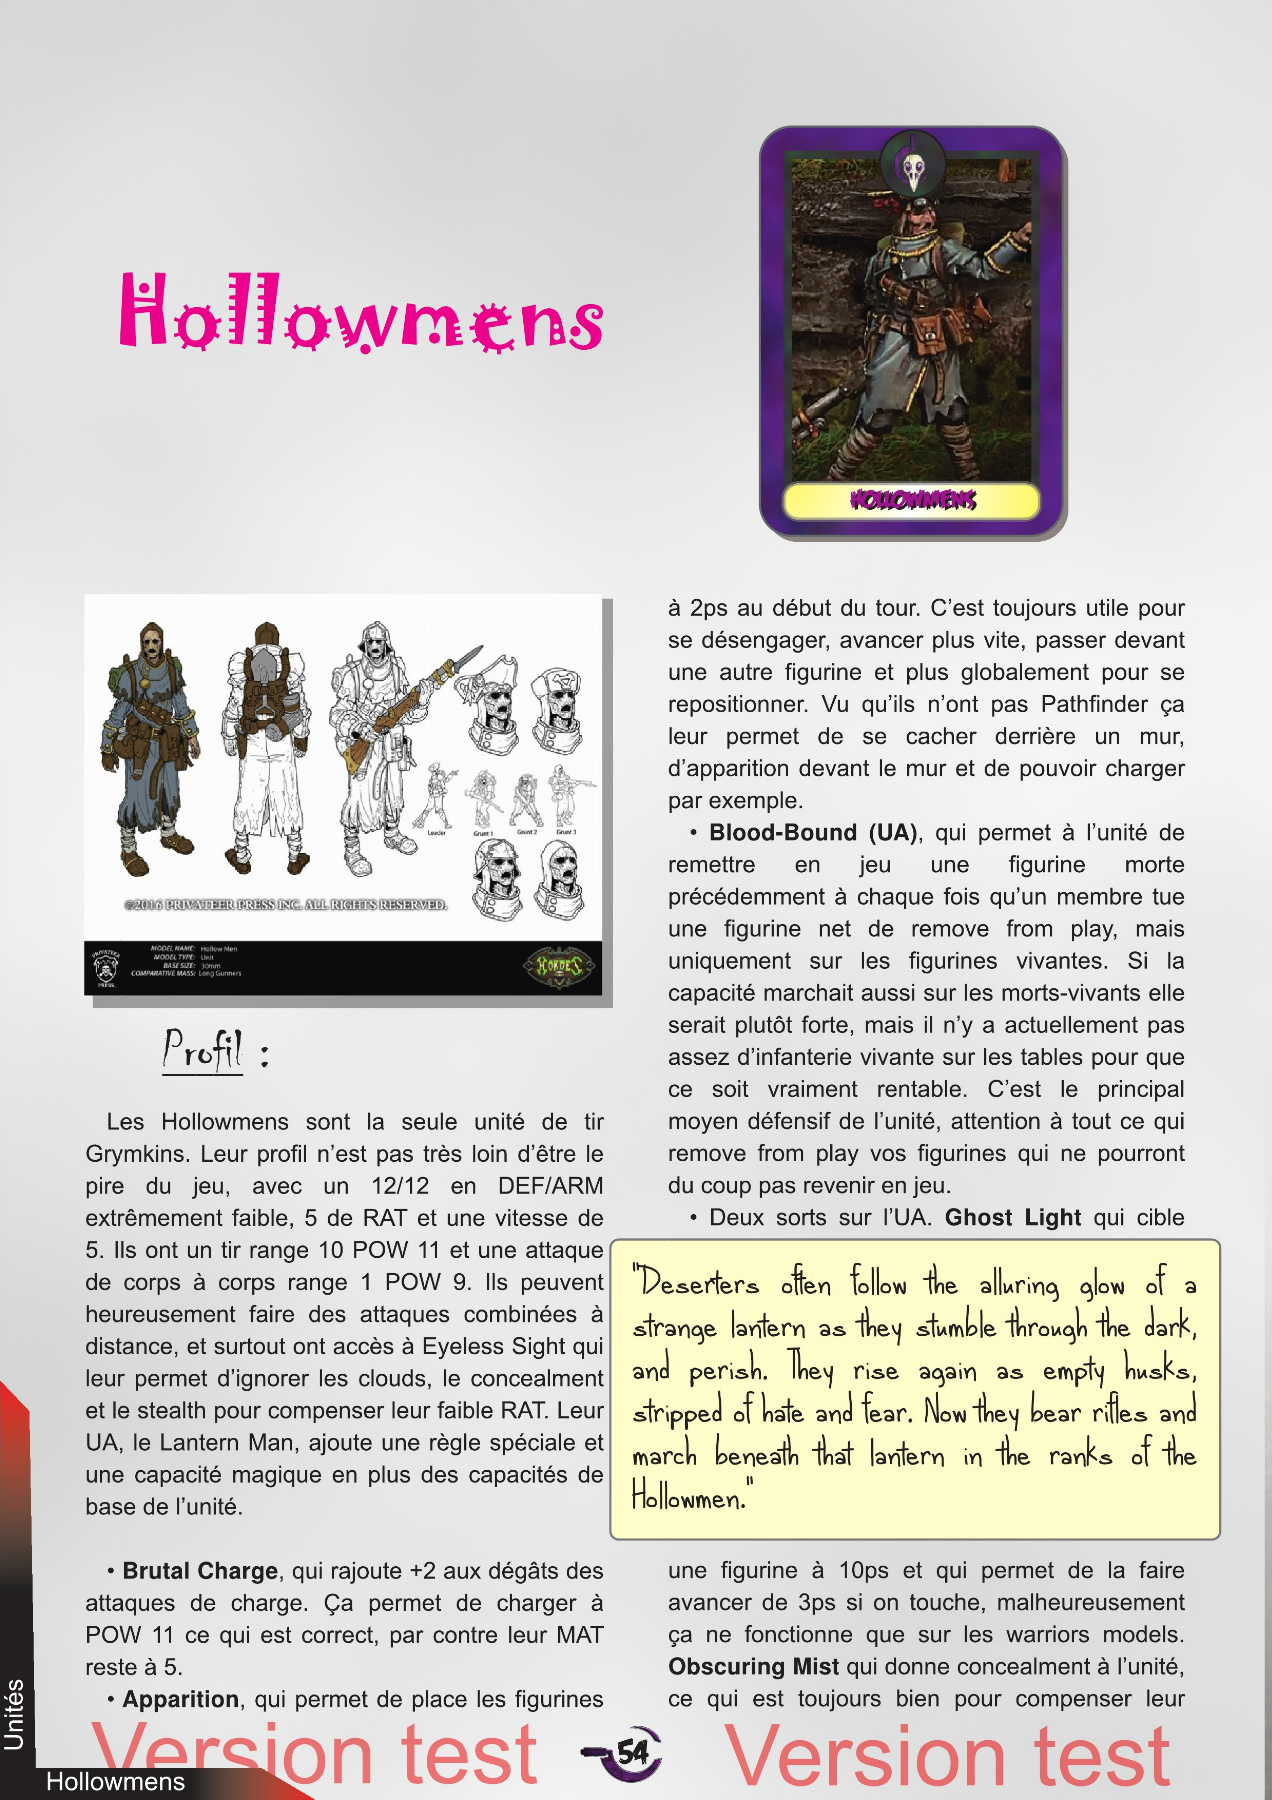 Hollowmens
HOLLOWMENS
Leader
Grunt 1
Grunt 2
Grunt 3
©2016 PRIVATEER PRESS INC. ALL RIGHTS RESERVED.
PRIVATEER
PRESS
MODEL NAME: Hollow Men
MODEL TYPE: Unit
BASE SIZE: 30mm
COMPARATIVE MASS: Long Gunners
HORDES
Profil :
Les Hollowmens sont la seule unité de tir
Grymkins. Leur profil n’est pas très loin d’être le
pire du jeu, avec un 12/12 en DEF/ARM
extrêmement faible, 5 de RAT et une vitesse de
5. Ils ont un tir range 10 POW 11 et une attaque
de corps à corps range 1 POW 9. Ils peuvent
heureusement faire des attaques combinées à
distance, et surtout ont accès à Eyeless Sight qui
leur permet d’ignorer les clouds, le concealment
et le stealth pour compenser leur faible RAT. Leur
UA, le Lantern Man, ajoute une règle spéciale et
une capacité magique en plus des capacités de
base de l’unité.
• Brutal Charge, qui rajoute +2 aux dégâts des
attaques de charge. Ça permet de charger à
POW 11 ce qui est correct, par contre leur MAT
reste à 5.
• Apparition, qui permet de place les figurines
à 2ps au début du tour. C’est toujours utile pour
se désengager, avancer plus vite, passer devant
une autre figurine et plus globalement pour se
repositionner. Vu qu’ils n’ont pas Pathfinder ça
leur permet de se cacher derrière un mur,
d’apparition devant le mur et de pouvoir charger
par exemple.
• Blood-Bound (UA), qui permet à l’unité de
remettre en jeu une figurine morte
précédemment à chaque fois qu’un membre tue
une figurine net de remove from play, mais
uniquement sur les figurines vivantes. Si la
capacité marchait aussi sur les morts-vivants elle
serait plutôt forte, mais il n’y a actuellement pas
assez d’infanterie vivante sur les tables pour que
ce soit vraiment rentable. C’est le principal
moyen défensif de l’unité, attention à tout ce qui
remove from play vos figurines qui ne pourront
du coup pas revenir en jeu.
• Deux sorts sur l’UA. Ghost Light qui cible
"Deserters often follow the alluring glow of a
strange lantern as they stumble through the dark,
and perish. They rise again as empty husks,
stripped of hate and fear. Now they bear rifles and
march beneath that lantern in the ranks of the
Hollowmen."
une figurine à 10ps et qui permet de la faire
avancer de 3ps si on touche, malheureusement
ça ne fonctionne que sur les warriors models.
Obscuring Mist qui donne concealment à l’unité,
ce qui est toujours bien pour compenser leur
Unités
Hollowmens
Version test
54
Version test